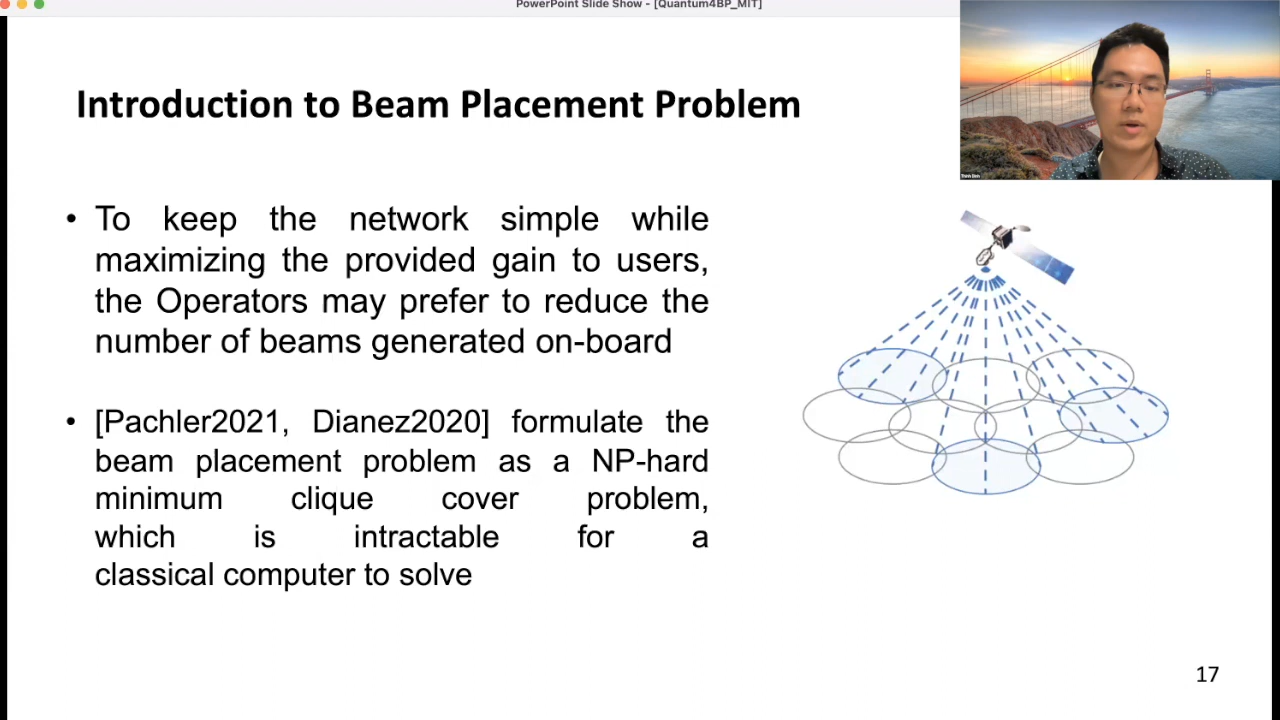 PowerPoint Slide Show - [Quantum4BP_MIT]
Introduction to Beam Placement Problem
• To keep the network simple while
maximizing the provided gain to users,
the Operators may prefer to reduce the
number of beams generated on-board
• [Pachler2021, Dianez2020] formulate the
beam placement problem as a NP-hard
minimum clique cover problem,
which is intractable for a
classical computer to solve
17